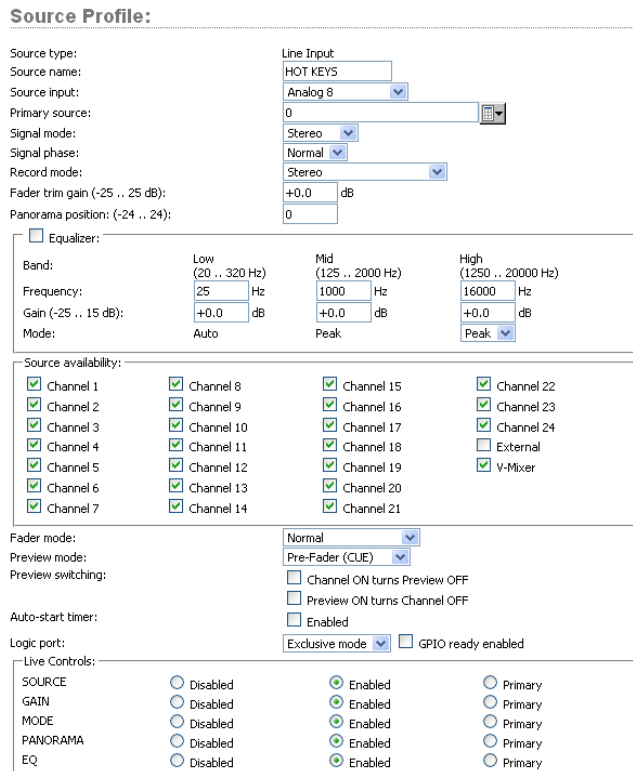 Source Profile:
Source type: Line Input
Source name: HOT KEYS
Source input: Analog 8
Primary source: 0
Signal mode: Stereo
Signal phase: Normal
Record mode: Stereo
Fader trim gain (-25 .. 25 dB): +0.0 dB
Panorama position: (-24 .. 24): 0
Equalizer:
Band: Low (20 .. 320 Hz) Mid (125 .. 2000 Hz) High (1250 .. 20000 Hz)
Frequency: 25 Hz 1000 Hz 16000 Hz
Gain (-25 .. 15 dB): +0.0 dB +0.0 dB +0.0 dB
Mode: Auto Peak Peak
Source availability:
Channel 1 Channel 8 Channel 15 Channel 22
Channel 2 Channel 9 Channel 16 Channel 23
Channel 3 Channel 10 Channel 17 Channel 24
Channel 4 Channel 11 Channel 18 External
Channel 5 Channel 12 Channel 19 V-Mixer
Channel 6 Channel 13 Channel 20
Channel 7 Channel 14 Channel 21
Fader mode: Normal
Preview mode: Pre-Fader (CUE)
Preview switching: Channel ON turns Preview OFF
Preview ON turns Channel OFF
Auto-start timer: Enabled
Logic port: Exclusive mode GPIO ready enabled
Live Controls:
SOURCE Disabled Enabled Primary
GAIN Disabled Enabled Primary
MODE Disabled Enabled Primary
PANORAMA Disabled Enabled Primary
EQ Disabled Enabled Primary